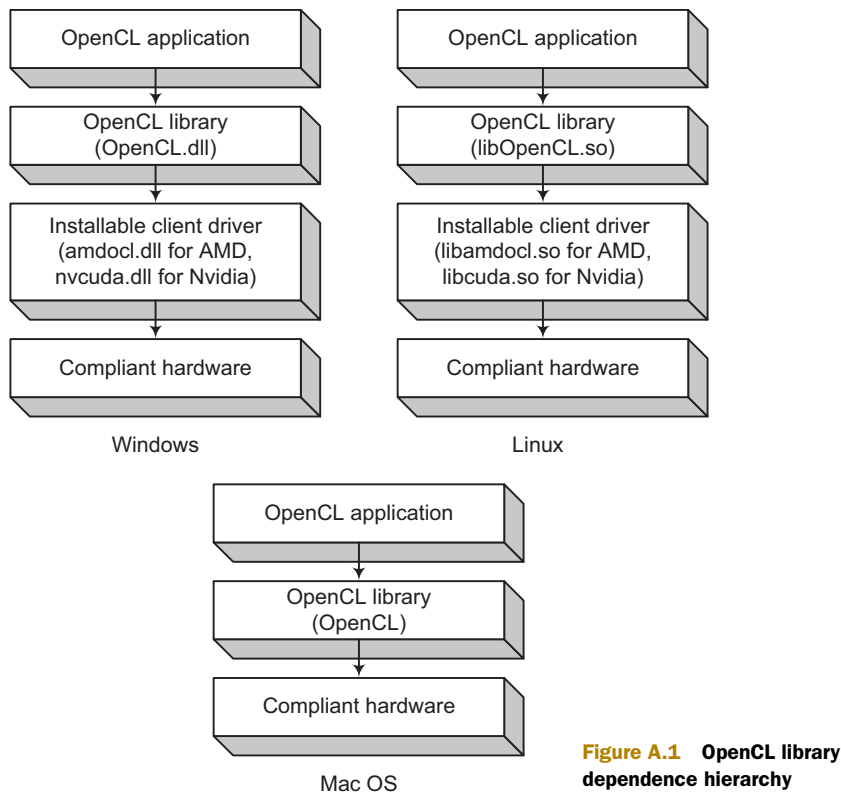 OpenCL application
OpenCL library
(OpenCL.dll)
Installable client driver
(amdocl.dll for AMD,
nvcuda.dll for Nvidia)
Compliant hardware
Windows
OpenCL application
OpenCL library
(libOpenCL.so)
Installable client driver
(libamdocl.so for AMD,
libcuda.so for Nvidia)
Compliant hardware
Linux
OpenCL application
OpenCL library
(OpenCL)
Compliant hardware
Mac OS
Figure A.1 OpenCL library
dependence hierarchy